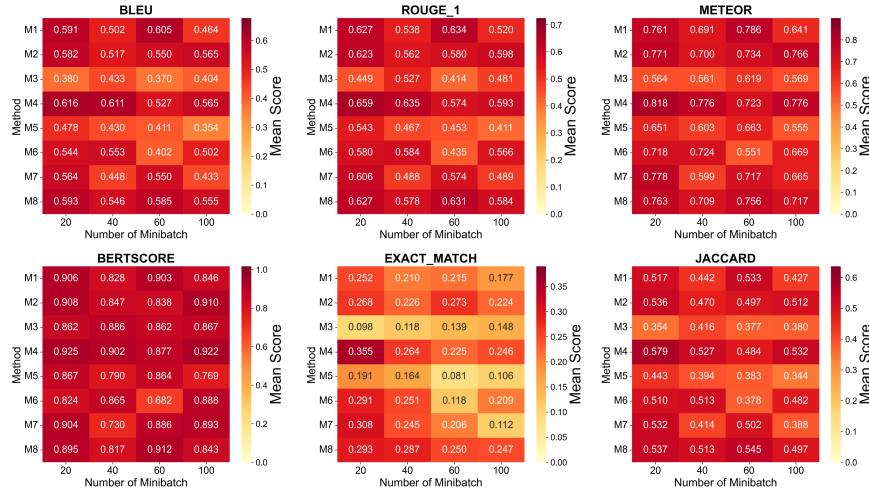 BLEU ROUGE_1 METEOR
M1 0.591 0.502 0.605 0.464 M1 0.627 0.538 0.634 0.520 M1 0.761 0.691 0.786 0.641
M2 0.582 0.517 0.550 0.565 M2 0.623 0.562 0.580 0.598 M2 0.771 0.700 0.734 0.766
M3 0.380 0.433 0.370 0.404 M3 0.449 0.527 0.414 0.481 M3 0.564 0.561 0.619 0.569
M4 0.616 0.611 0.527 0.565 M4 0.659 0.635 0.574 0.593 M4 0.818 0.776 0.723 0.776
M5 0.478 0.430 0.411 0.354 M5 0.543 0.467 0.453 0.411 M5 0.651 0.603 0.663 0.555
M6 0.544 0.553 0.402 0.502 M6 0.580 0.584 0.435 0.566 M6 0.718 0.724 0.551 0.669
M7 0.564 0.448 0.550 0.433 M7 0.606 0.488 0.574 0.489 M7 0.778 0.599 0.717 0.665
M8 0.593 0.546 0.585 0.555 M8 0.627 0.578 0.631 0.584 M8 0.763 0.709 0.756 0.717
20 40 60 100 20 40 60 100 20 40 60 100
Number of Minibatch Number of Minibatch Number of Minibatch
Method Method Method
0.6 0.5 0.4 0.3 0.2 0.1 0.0
Mean Score
0.7 0.6 0.5 0.4 0.3 0.2 0.1 0.0
Mean Score
0.8 0.7 0.6 0.5 0.4 0.3 0.2 0.1 0.0
Mean Score
BERTSCORE EXACT_MATCH JACCARD
M1 0.906 0.828 0.903 0.846 M1 0.252 0.210 0.215 0.177 M1 0.517 0.442 0.533 0.427
M2 0.908 0.847 0.838 0.910 M2 0.268 0.226 0.273 0.224 M2 0.536 0.470 0.497 0.512
M3 0.862 0.886 0.862 0.867 M3 0.098 0.118 0.139 0.148 M3 0.354 0.416 0.377 0.380
M4 0.925 0.902 0.877 0.922 M4 0.355 0.264 0.225 0.246 M4 0.579 0.527 0.484 0.532
M5 0.867 0.790 0.864 0.769 M5 0.191 0.164 0.081 0.106 M5 0.443 0.394 0.383 0.344
M6 0.824 0.865 0.682 0.888 M6 0.291 0.251 0.118 0.209 M6 0.510 0.513 0.378 0.482
M7 0.904 0.730 0.886 0.893 M7 0.308 0.245 0.206 0.112 M7 0.532 0.414 0.502 0.388
M8 0.895 0.817 0.912 0.843 M8 0.293 0.287 0.250 0.247 M8 0.537 0.513 0.545 0.497
20 40 60 100 20 40 60 100 20 40 60 100
Number of Minibatch Number of Minibatch Number of Minibatch
Method Method Method
1.0 0.8 0.6 0.4 0.2 0.0
Mean Score
0.35 0.30 0.25 0.20 0.15 0.10 0.05 0.00
Mean Score
0.6 0.5 0.4 0.3 0.2 0.1 0.0
Mean Score